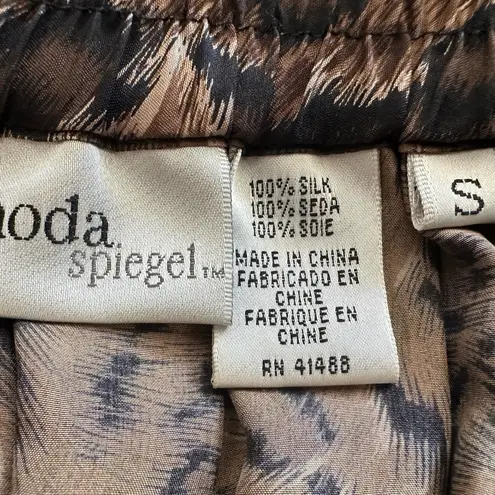 moda
spiegel™
100% SILK
100% SEDA
100% SOIE
MADE IN CHINA
FABRICADO EN
CHINE
FABRIQUE EN
CHINE
RN 41488
S